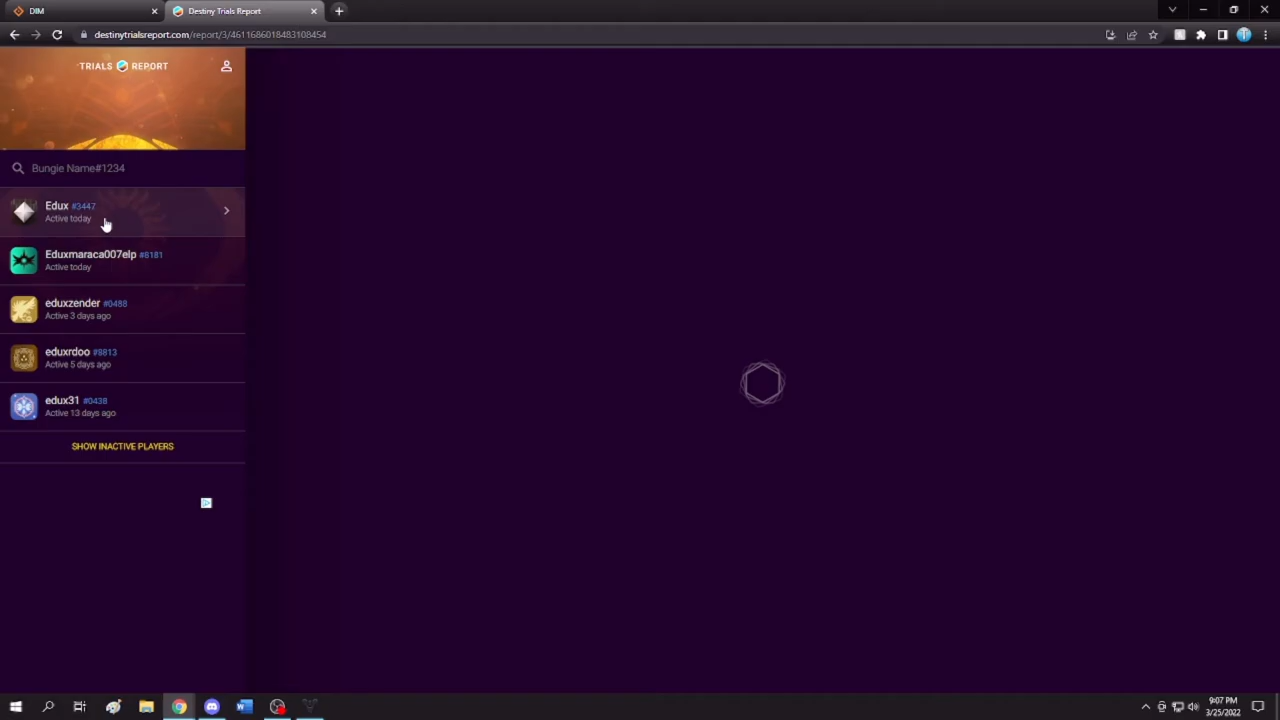 DIM
Destiny Trials Report
destinytrialsreport.com/report/3/4611686018483108454
TRIALS REPORT
Bungie Name#1234
Edux #3447
Active today
Eduxmaraca007elp #8181
Active today
eduxzender #0488
Active 3 days ago
eduxrdoo #8813
Active 5 days ago
edux31 #0438
Active 13 days ago
SHOW INACTIVE PLAYERS
9:07 PM
3/25/2022